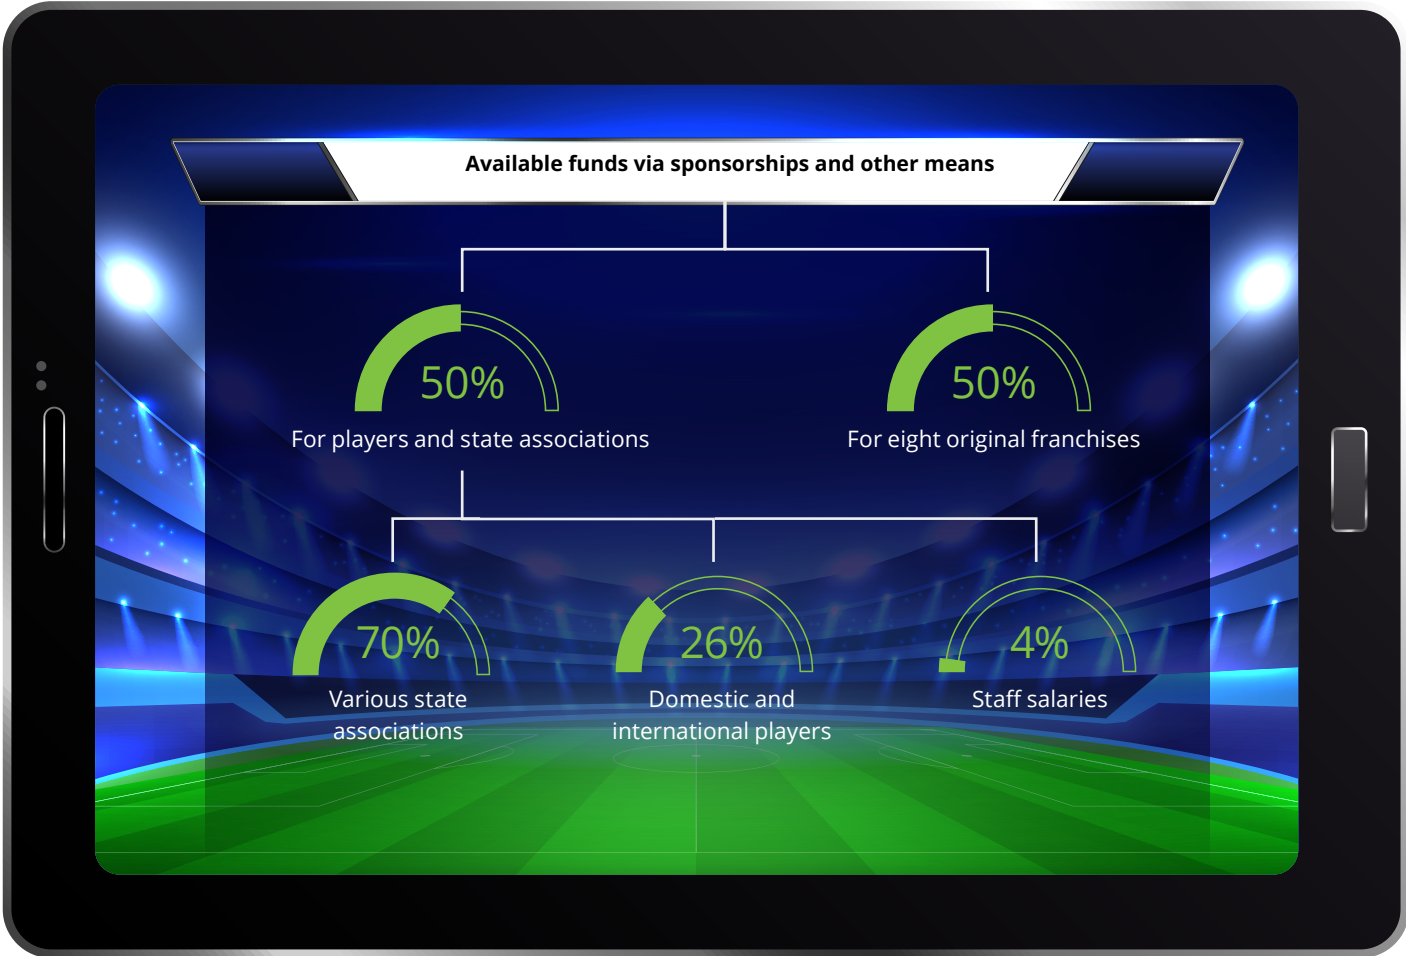 Available funds via sponsorships and other means
50%
50%
For players and state associations
For eight original franchises
70%
26%
4%
Various state
associations
Domestic and
international players
Staff salaries